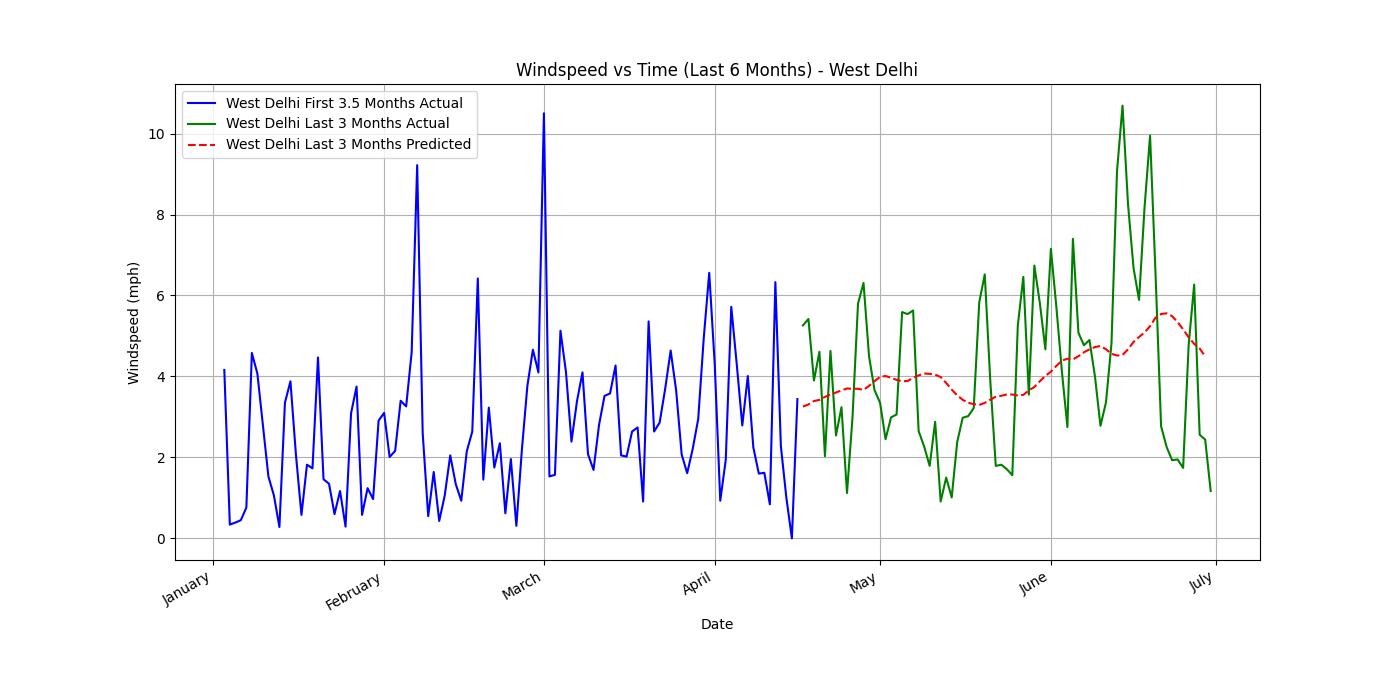 Windspeed vs Time (Last 6 Months) - West Delhi
West Delhi First 3.5 Months Actual
West Delhi Last 3 Months Actual
West Delhi Last 3 Months Predicted
Windspeed (mph)
10
8
6
4
2
0
January
February
March
April
May
June
July
Date